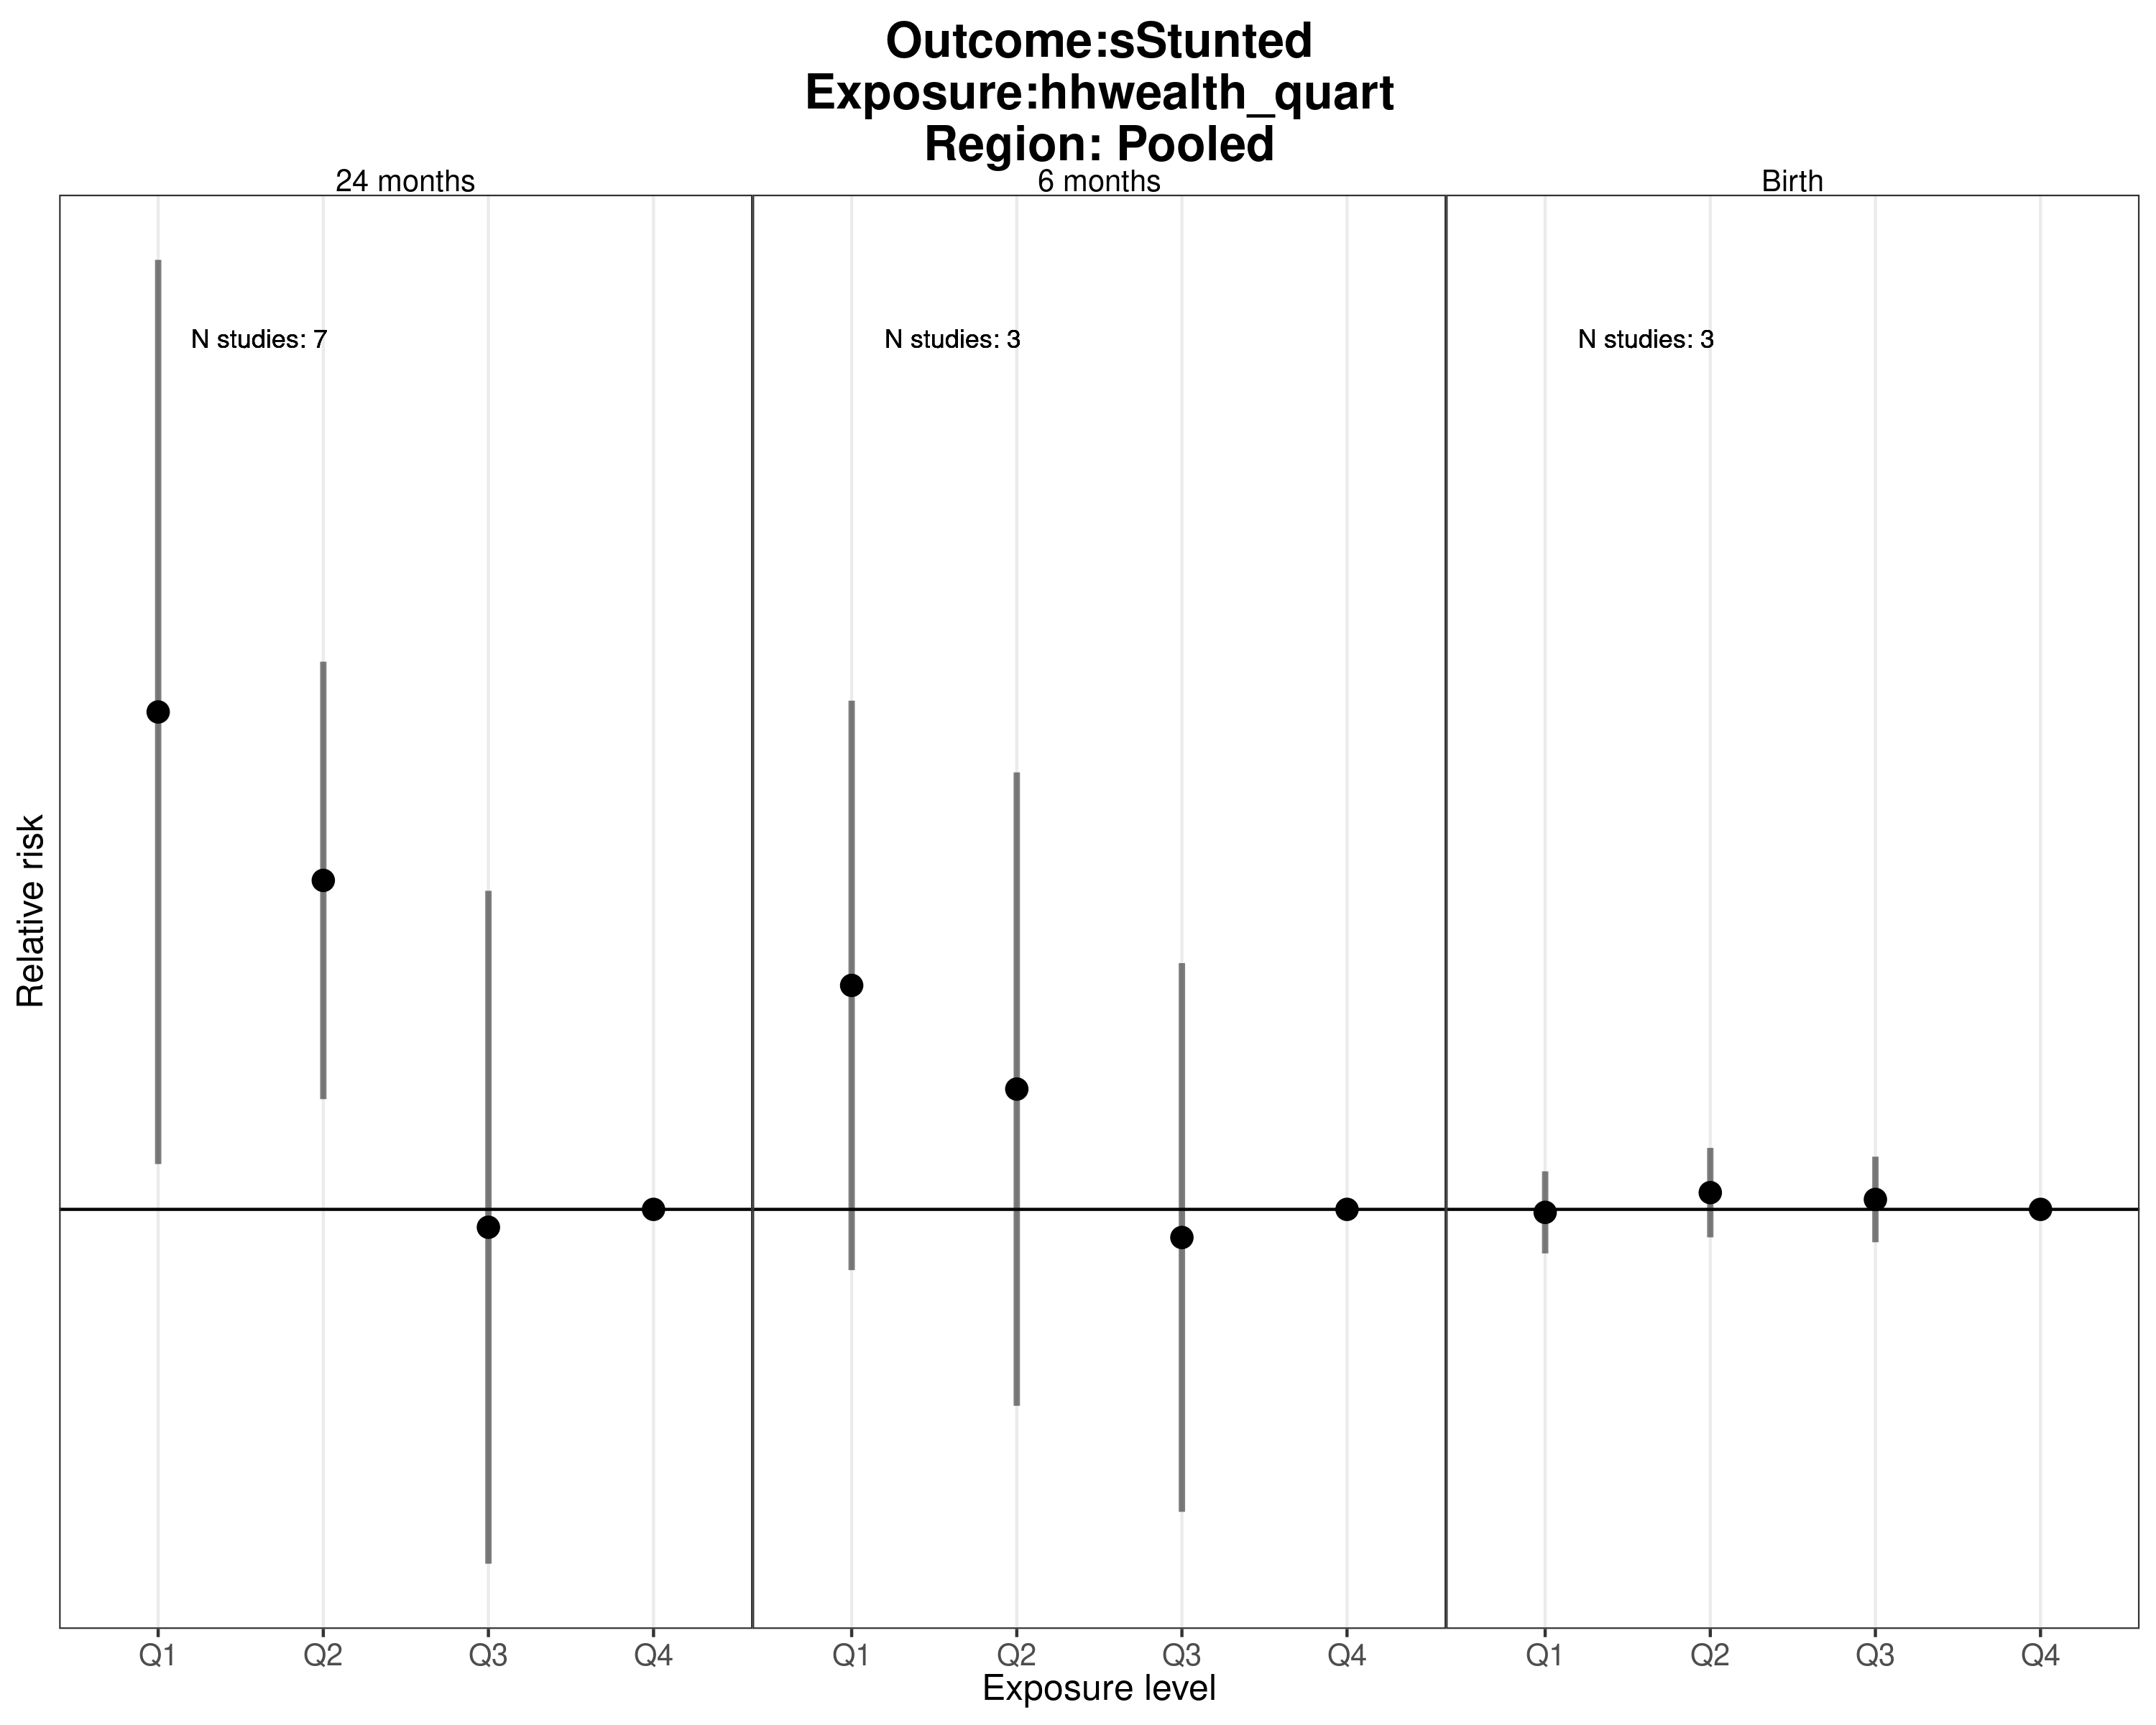 Outcome:sStunted
Exposure:hhwealth_quart
Region: Pooled
24 months 6 months Birth
N studies: 7 N studies: 3 N studies: 3
Relative risk
Q1 Q2 Q3 Q4 Q1 Q2 Q3 Q4 Q1 Q2 Q3 Q4
Exposure level